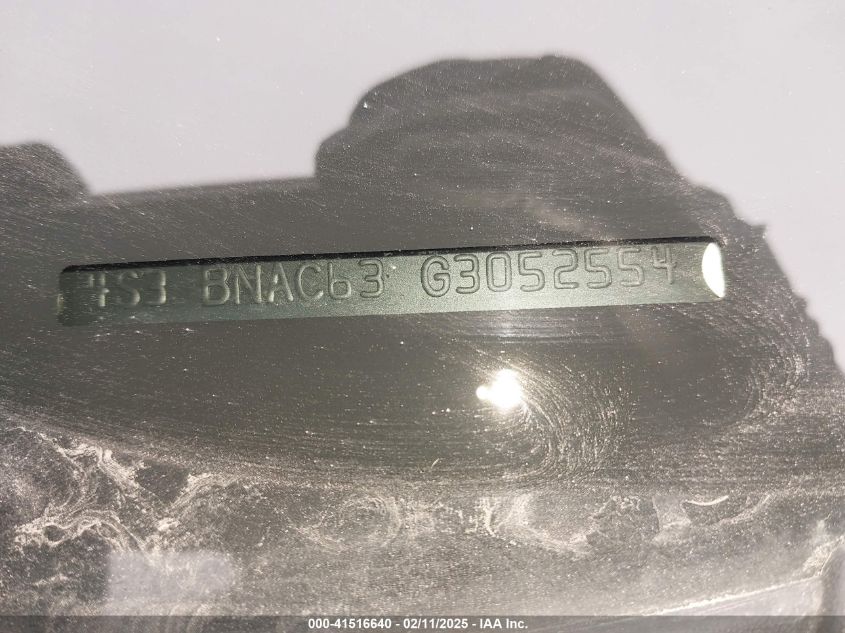 4S3 BNAC63 G3052554
000-41516640 - 02/11/2025 - IAA Inc.